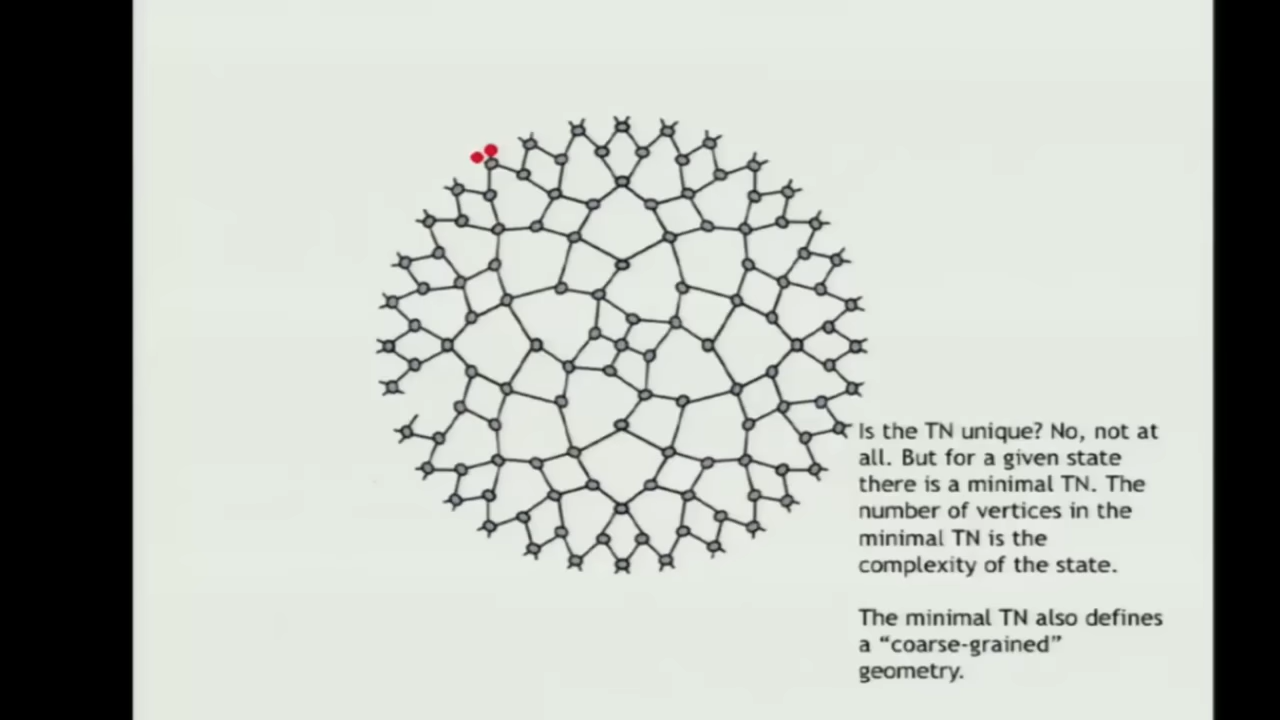 Is the TN unique? No, not at
all. But for a given state
there is a minimal TN. The
number of vertices in the
minimal TN is the
complexity of the state.
The minimal TN also defines
a “coarse-grained”
geometry.